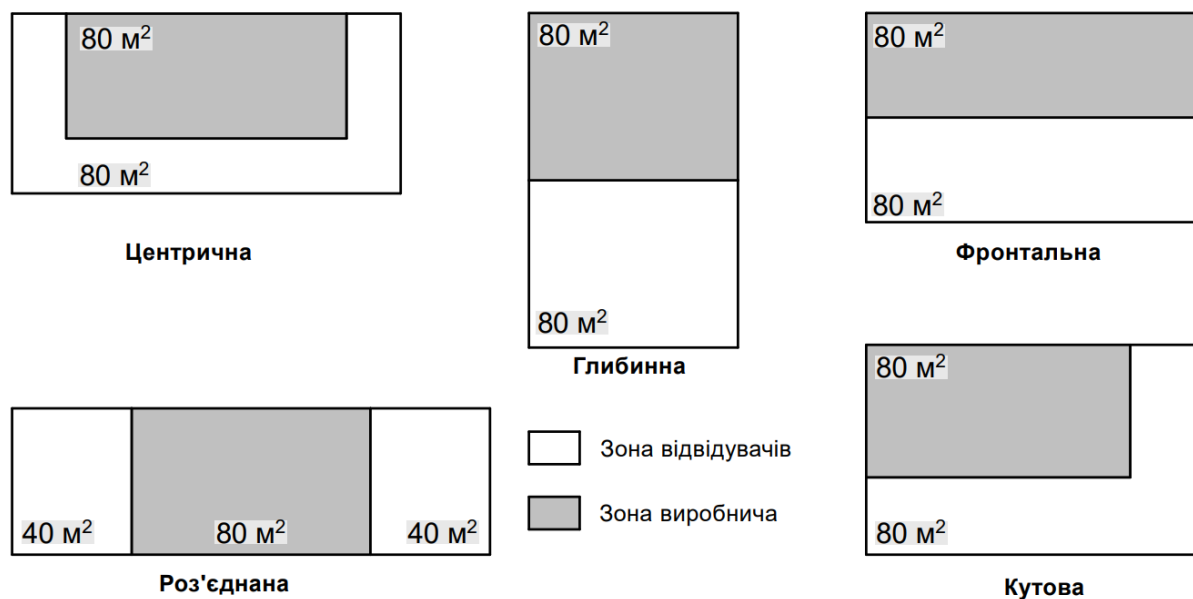 80 м²
80 м²
Центрична
80 м²
80 м²
Глибинна
80 м²
80 м²
Фронтальна
40 м²
80 м²
40 м²
Роз'єднана
Зона відвідувачів
Зона виробнича
80 м²
80 м²
Кутова